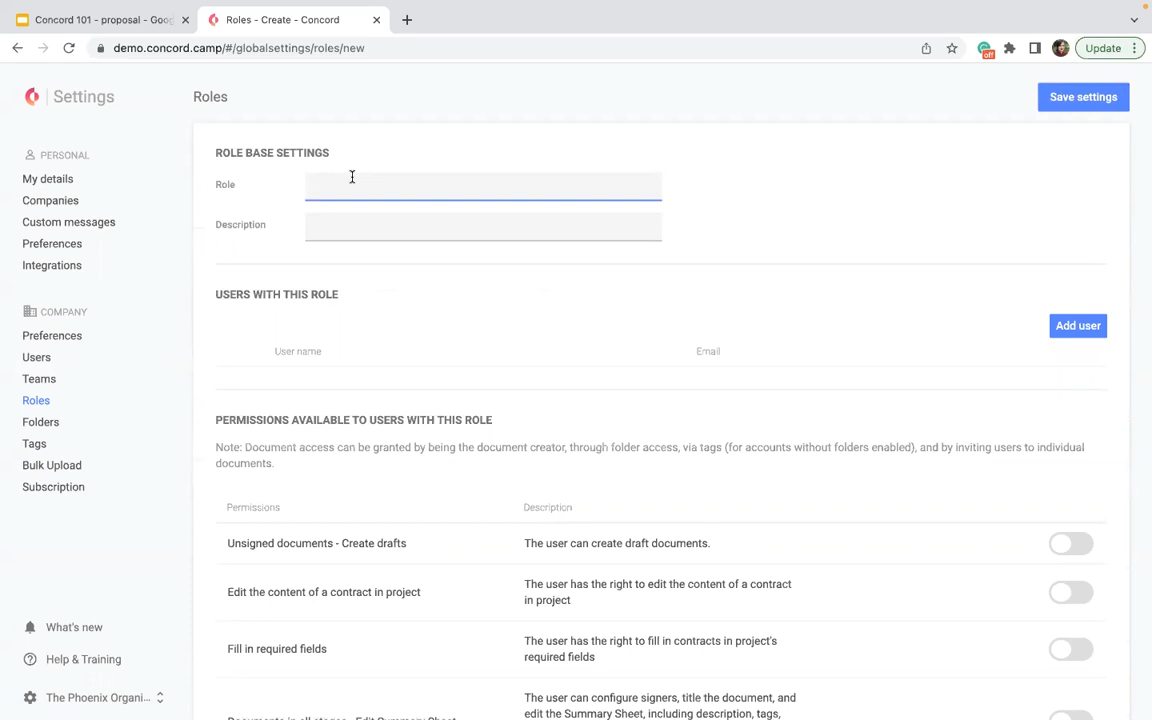 Concord 101 - proposal - Goo
Roles - Create - Concord
demo.concord.camp/#/globalsettings/roles/new
off
Update
Settings
Roles
Save settings
PERSONAL
My details
Companies
Custom messages
Preferences
Integrations
COMPANY
Preferences
Users
Teams
Roles
Folders
Tags
Bulk Upload
Subscription
What's new
Help & Training
The Phoenix Organi...
ROLE BASE SETTINGS
Role
Description
USERS WITH THIS ROLE
Add user
User name Email
PERMISSIONS AVAILABLE TO USERS WITH THIS ROLE
Note: Document access can be granted by being the document creator, through folder access, via tags (for accounts without folders enabled), and by inviting users to individual
documents.
Permissions Description
Unsigned documents - Create drafts The user can create draft documents.
Edit the content of a contract in project The user has the right to edit the content of a contract
in project
Fill in required fields The user has the right to fill in contracts in project's
required fields
The user can configure signers, title the document, and
Documents in all stages - Edit Summary Sheet edit the Summary Sheet, including description, tags,